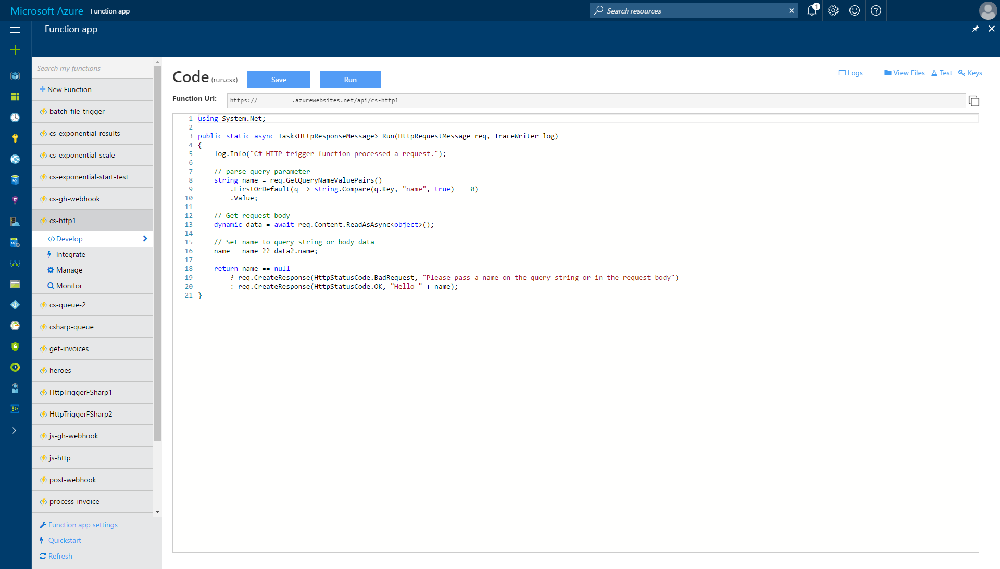 Microsoft Azure Function app
Search resources
1
Function app
Search my functions
New Function
batch-file-trigger
cs-exponential-results
cs-exponential-scale
cs-exponential-start-test
cs-gh-webhook
cs-http1
</> Develop
Integrate
Manage
Monitor
cs-queue-2
csharp-queue
get-invoices
heroes
HttpTriggerFSharp1
HttpTriggerFSharp2
js-gh-webhook
js-http
post-webhook
process-invoice
Function app settings
Quickstart
Refresh
Code (run.csx) Save Run
Logs View Files Test Keys
Function Url: https:// .azurewebsites.net/api/cs-http1
1 using System.Net;
2
3 public static async Task<HttpResponseMessage> Run(HttpRequestMessage req, TraceWriter log)
4 {
5     log.Info("C# HTTP trigger function processed a request.");
6
7     // parse query parameter
8     string name = req.GetQueryNameValuePairs()
9         .FirstOrDefault(q => string.Compare(q.Key, "name", true) == 0)
10         .Value;
11
12     // Get request body
13     dynamic data = await req.Content.ReadAsAsync<object>();
14
15     // Set name to query string or body data
16     name = name ?? data?.name;
17
18     return name == null
19         ? req.CreateResponse(HttpStatusCode.BadRequest, "Please pass a name on the query string or in the request body")
20         : req.CreateResponse(HttpStatusCode.OK, "Hello " + name);
21 }